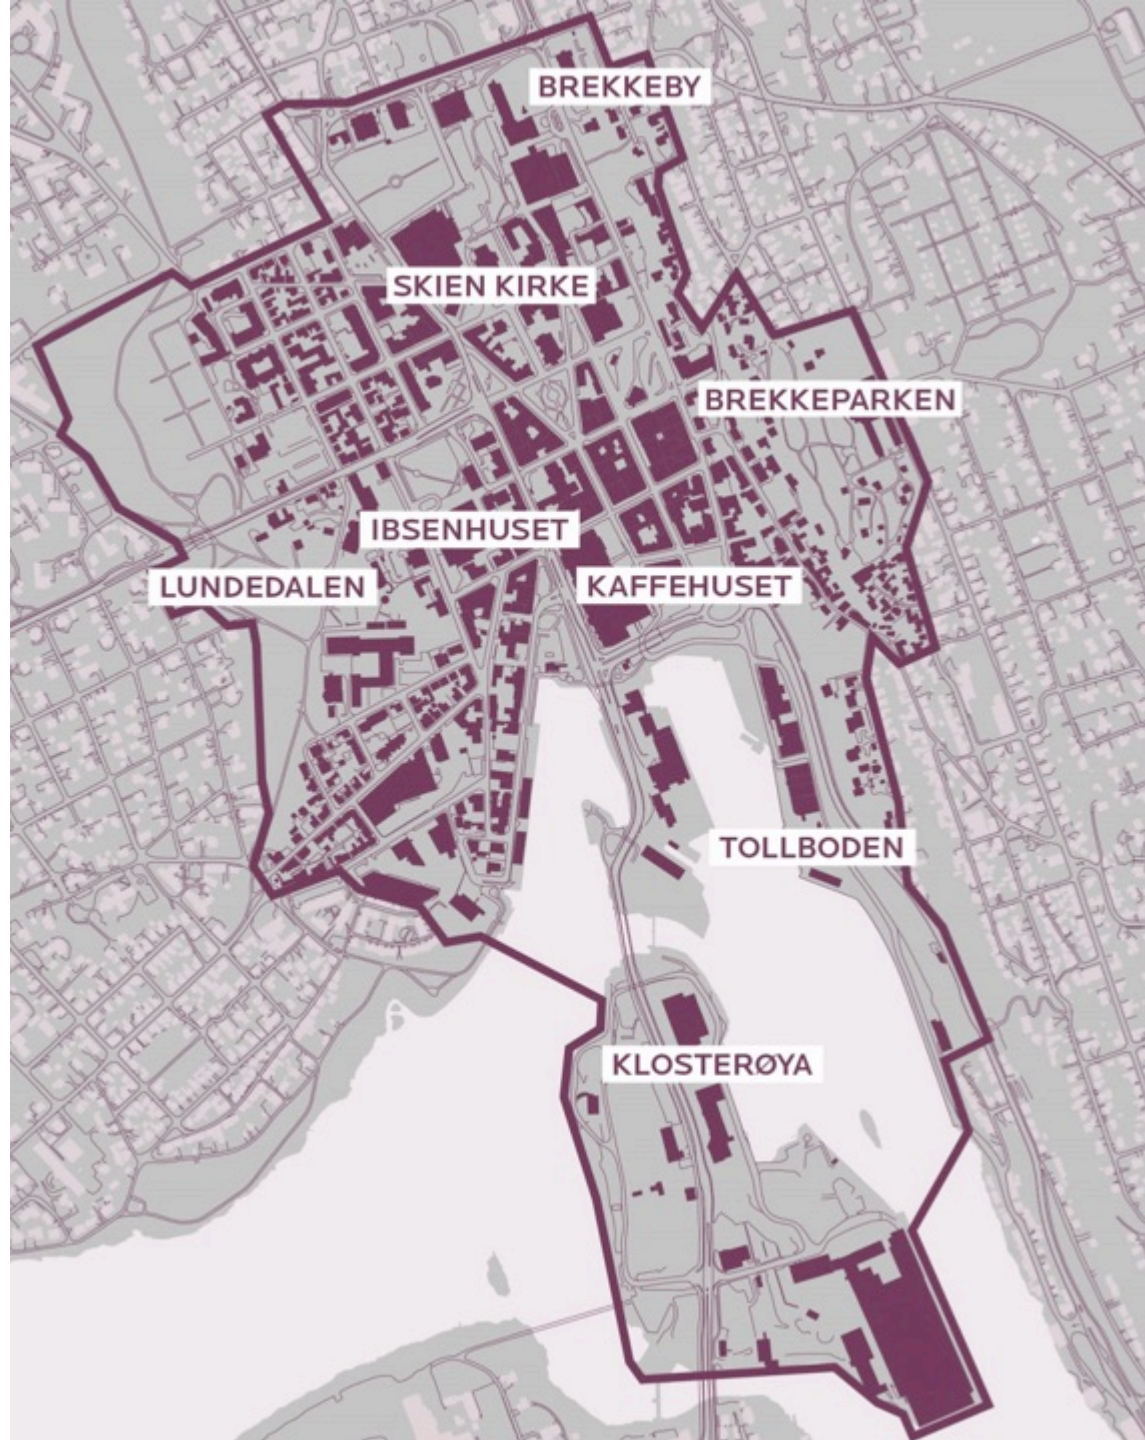 BREKKEBY
SKIEN KIRKE
BREKKEPARKEN
IBSENHUSET
LUNDEDALEN
KAFFEHUSET
TOLLBODEN
KLOSTERØYA